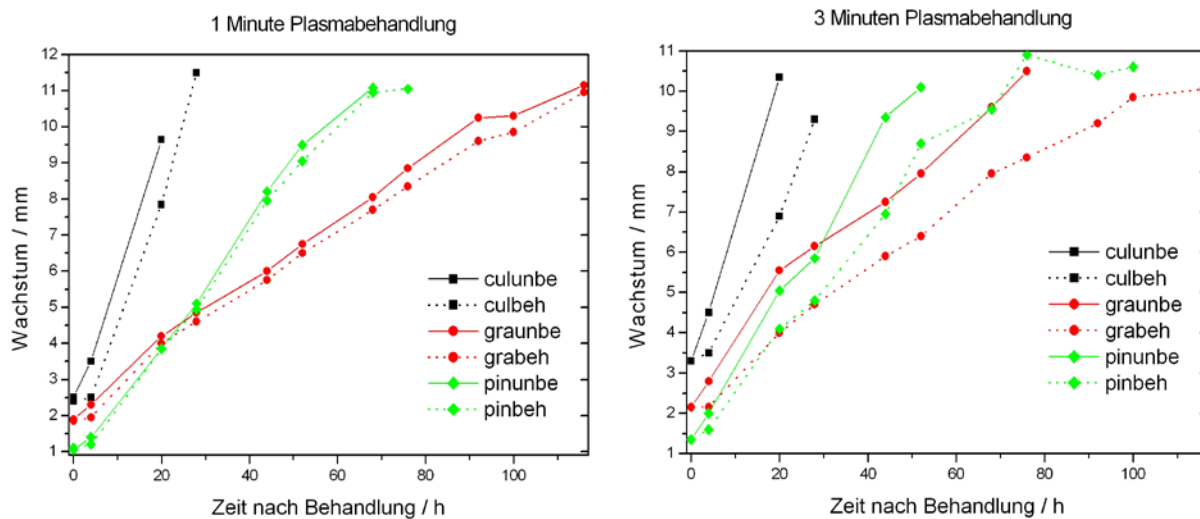 1 Minute Plasmabehandlung
Wachstum / mm
12
11
10
9
8
7
6
5
4
3
2
1
culunbe
culbeh
graunbe
grabeh
pinunbe
pinbeh
0 20 40 60 80 100
Zeit nach Behandlung / h
3 Minuten Plasmabehandlung
Wachstum / mm
11
10
9
8
7
6
5
4
3
2
1
culunbe
culbeh
graunbe
grabeh
pinunbe
pinbeh
0 20 40 60 80 100
Zeit nach Behandlung / h